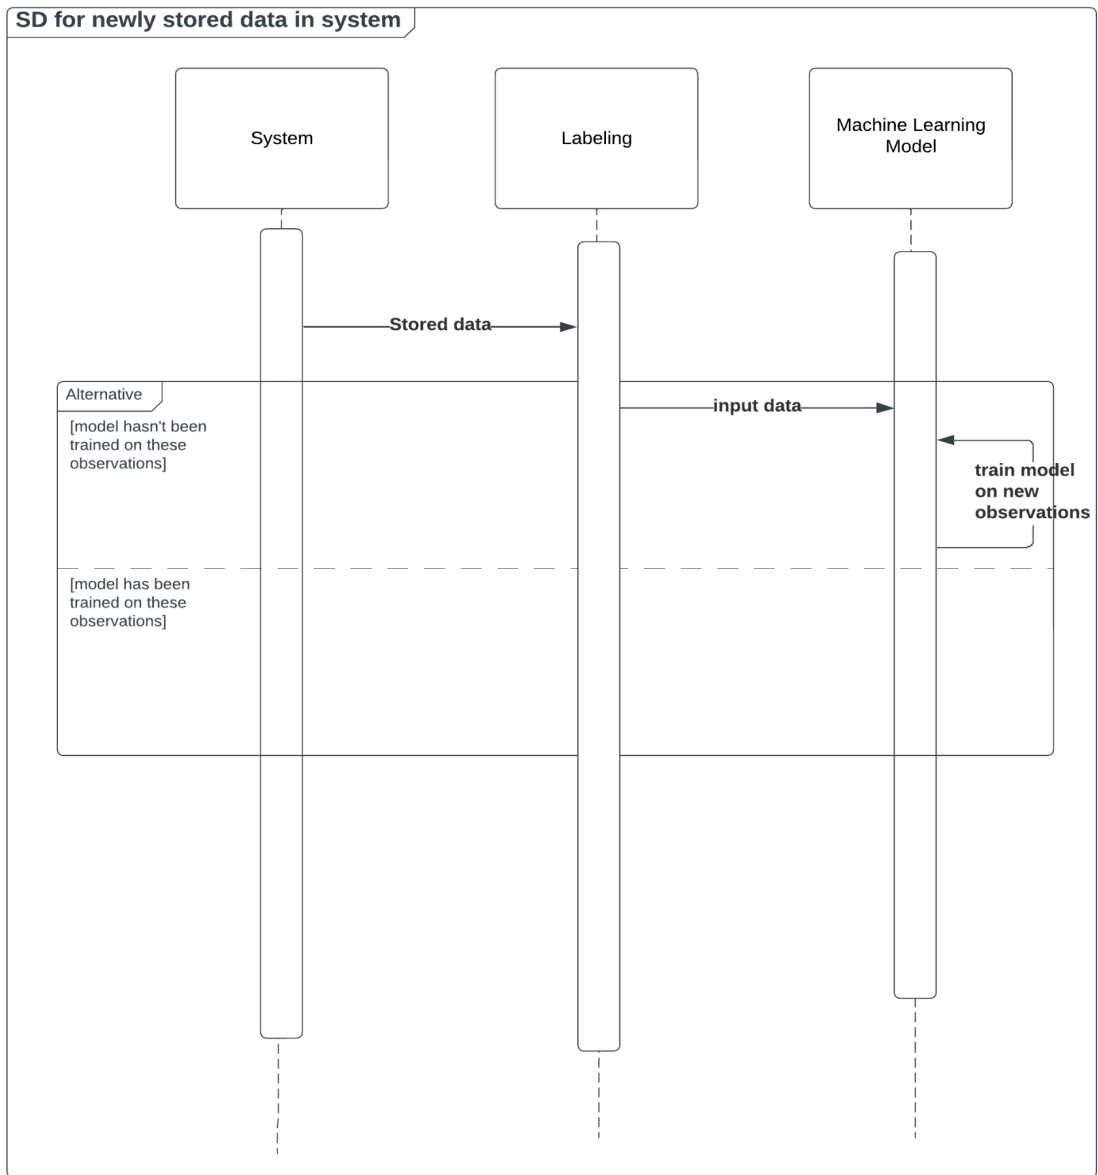 SD for newly stored data in system
System
Labeling
Machine Learning
Model
Stored data
Alternative
input data
[model hasn't been
trained on these
observations]
train model
on new
observations
[model has been
trained on these
observations]